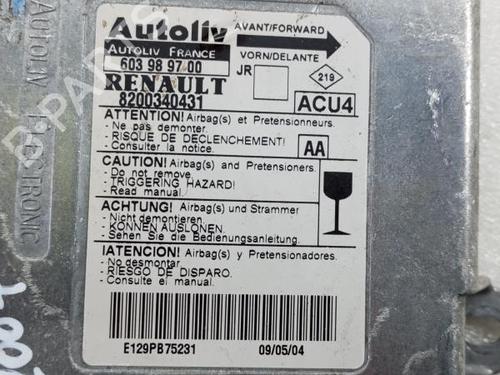 Autoliv AVANT/FORWARD
AUTOLIV FRANCE VORN/DELANTE
603 98 97 00 JR 219
RENAULT
8200340431 ACU4
ATTENTION! Airbag(s) et Pretensionneurs.
- Ne pas demonter.
- RISQUE DE DECLENCHEMENT! AA
- Consulter la notice.
CAUTION! Airbag(s) and Pretensioners.
- Do not remove.
- TRIGGERING HAZARD!
- Read manual.
ACHTUNG! Airbag(s) und Strammer
- Nicht demontieren.
- KONNEN AUSLONEN.
- Sehen Sie die Bedienungsanleitung.
!ATENCION! Airbag(s) y Pretensionadores.
- No desmontar.
- RIESGO DE DISPARO.
- Consulte el manual.
E129PB75231 09/05/04
AUTOLIV ELECTRONIC